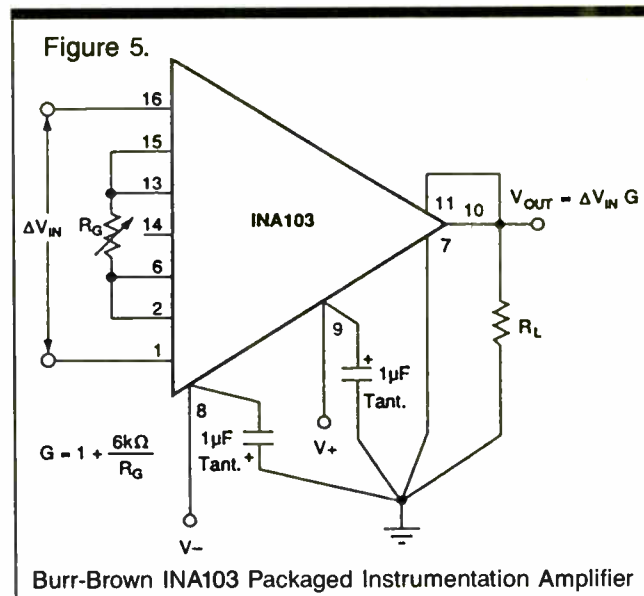 Figure 5.
16
15
13
14
6
2
1
ΔV_IN
R_G
INA103
11
10
7
V_OUT = ΔV_IN G
R_L
9
+
1µF
Tant.
V+
8
1µF
Tant.
+
V–
G = 1 + 6kΩ / R_G
Burr-Brown INA103 Packaged Instrumentation Amplifier